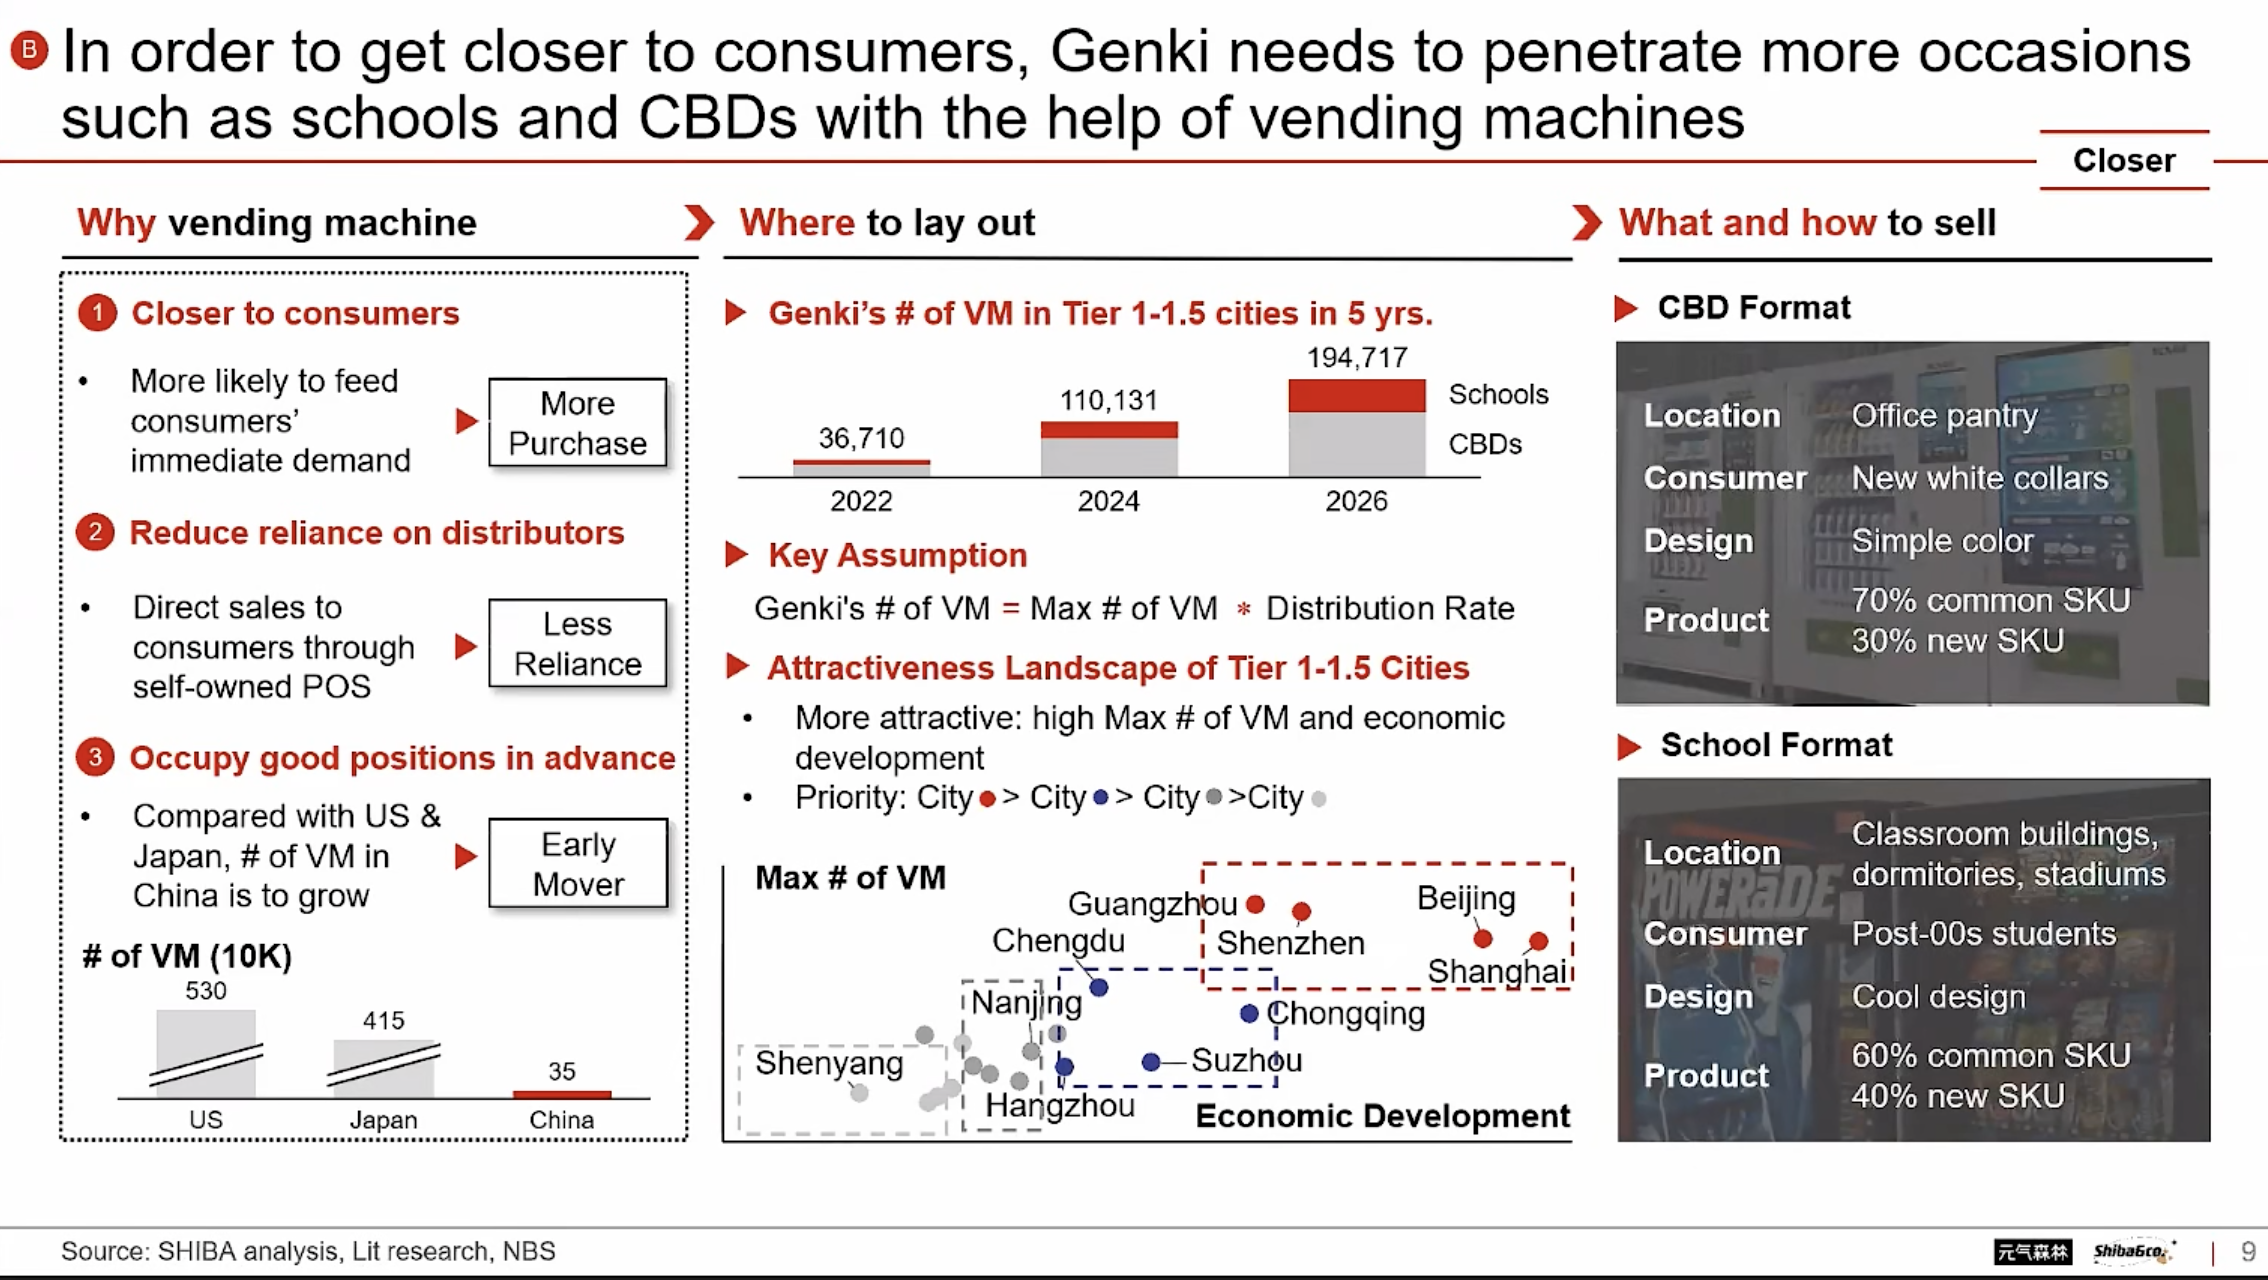 B In order to get closer to consumers, Genki needs to penetrate more occasions
such as schools and CBDs with the help of vending machines
Closer
Why vending machine
1 Closer to consumers
• More likely to feed
consumers’
immediate demand
More
Purchase
2 Reduce reliance on distributors
• Direct sales to
consumers through
self-owned POS
Less
Reliance
3 Occupy good positions in advance
• Compared with US &
Japan, # of VM in
China is to grow
Early
Mover
# of VM (10K)
530
415
35
US
Japan
China
Where to lay out
Genki’s # of VM in Tier 1-1.5 cities in 5 yrs.
36,710
110,131
194,717
Schools
CBDs
2022
2024
2026
Key Assumption
Genki's # of VM = Max # of VM * Distribution Rate
Attractiveness Landscape of Tier 1-1.5 Cities
• More attractive: high Max # of VM and economic
development
• Priority: City ● > City ● > City ● >City ●
Max # of VM
Guangzhou
Shenzhen
Beijing
Shanghai
Chengdu
Chongqing
Nanjing
Suzhou
Shenyang
Hangzhou
Economic Development
What and how to sell
CBD Format
Location Office pantry
Consumer New white collars
Design Simple color
Product 70% common SKU
30% new SKU
School Format
Location Classroom buildings,
dormitories, stadiums
POWERaDE
Consumer Post-00s students
Design Cool design
Product 60% common SKU
40% new SKU
Source: SHIBA analysis, Lit research, NBS
元气森林
Shiba&co.
9